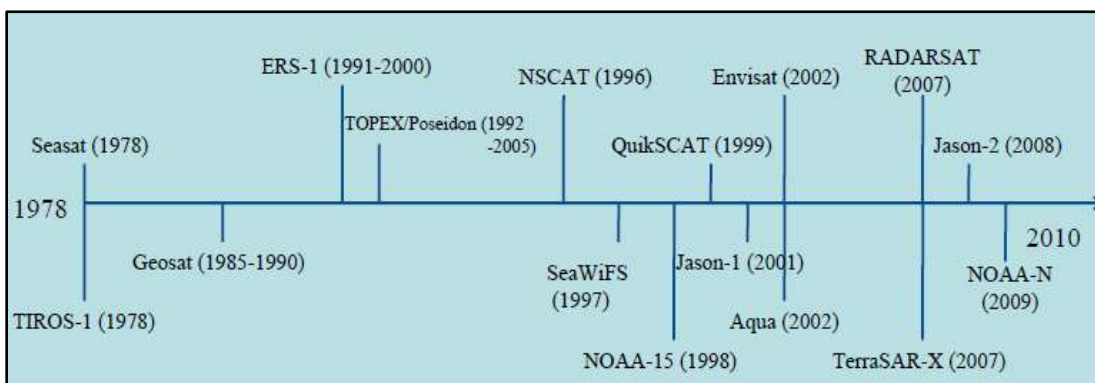 RADARSAT
(2007)
ERS-1 (1991-2000)
NSCAT (1996)
Envisat (2002)
TOPEX/Poseidon (1992
-2005)
Seasat (1978)
QuikSCAT (1999)
Jason-2 (2008)
1978
2010
Geosat (1985-1990)
SeaWiFS
(1997)
Jason-1 (2001)
NOAA-N
(2009)
TIROS-1 (1978)
Aqua (2002)
NOAA-15 (1998)
TerraSAR-X (2007)